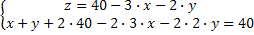 z = 40 − 3 · x − 2 · y
x + y + 2 · 40 − 2 · 3 · x − 2 · 2 · y = 40